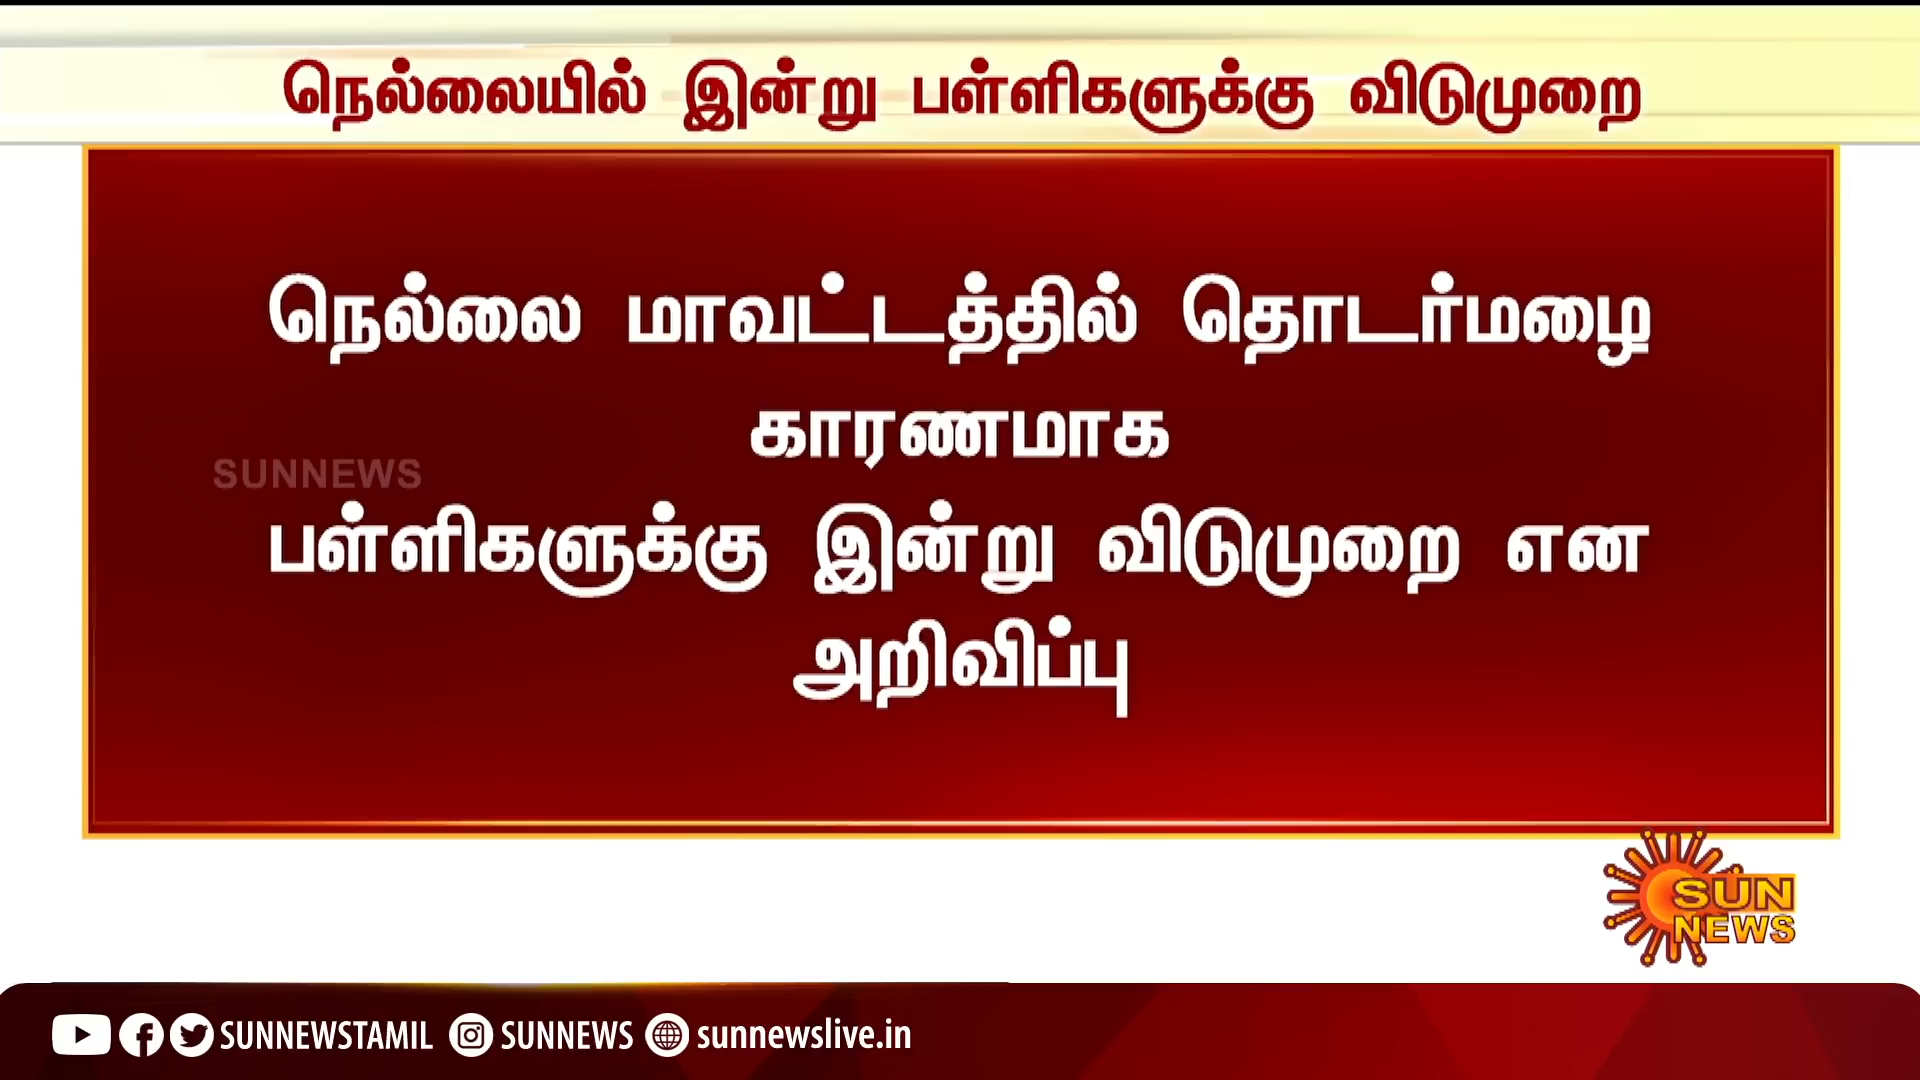 நெல்லையில் இன்று பள்ளிகளுக்கு விடுமுறை
நெல்லை மாவட்டத்தில் தொடர்மழை
காரணமாக
SUNNEWS
பள்ளிகளுக்கு இன்று விடுமுறை என
அறிவிப்பு
SUN
NEWS
SUNNEWSTAMIL SUNNEWS sunnewslive.in